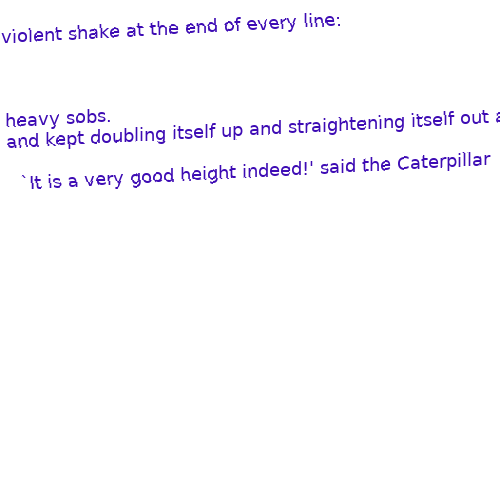 violent shake at the end of every line:
heavy sobs.
and kept doubling itself up and straightening itself out a
`It is a very good height indeed!' said the Caterpillar